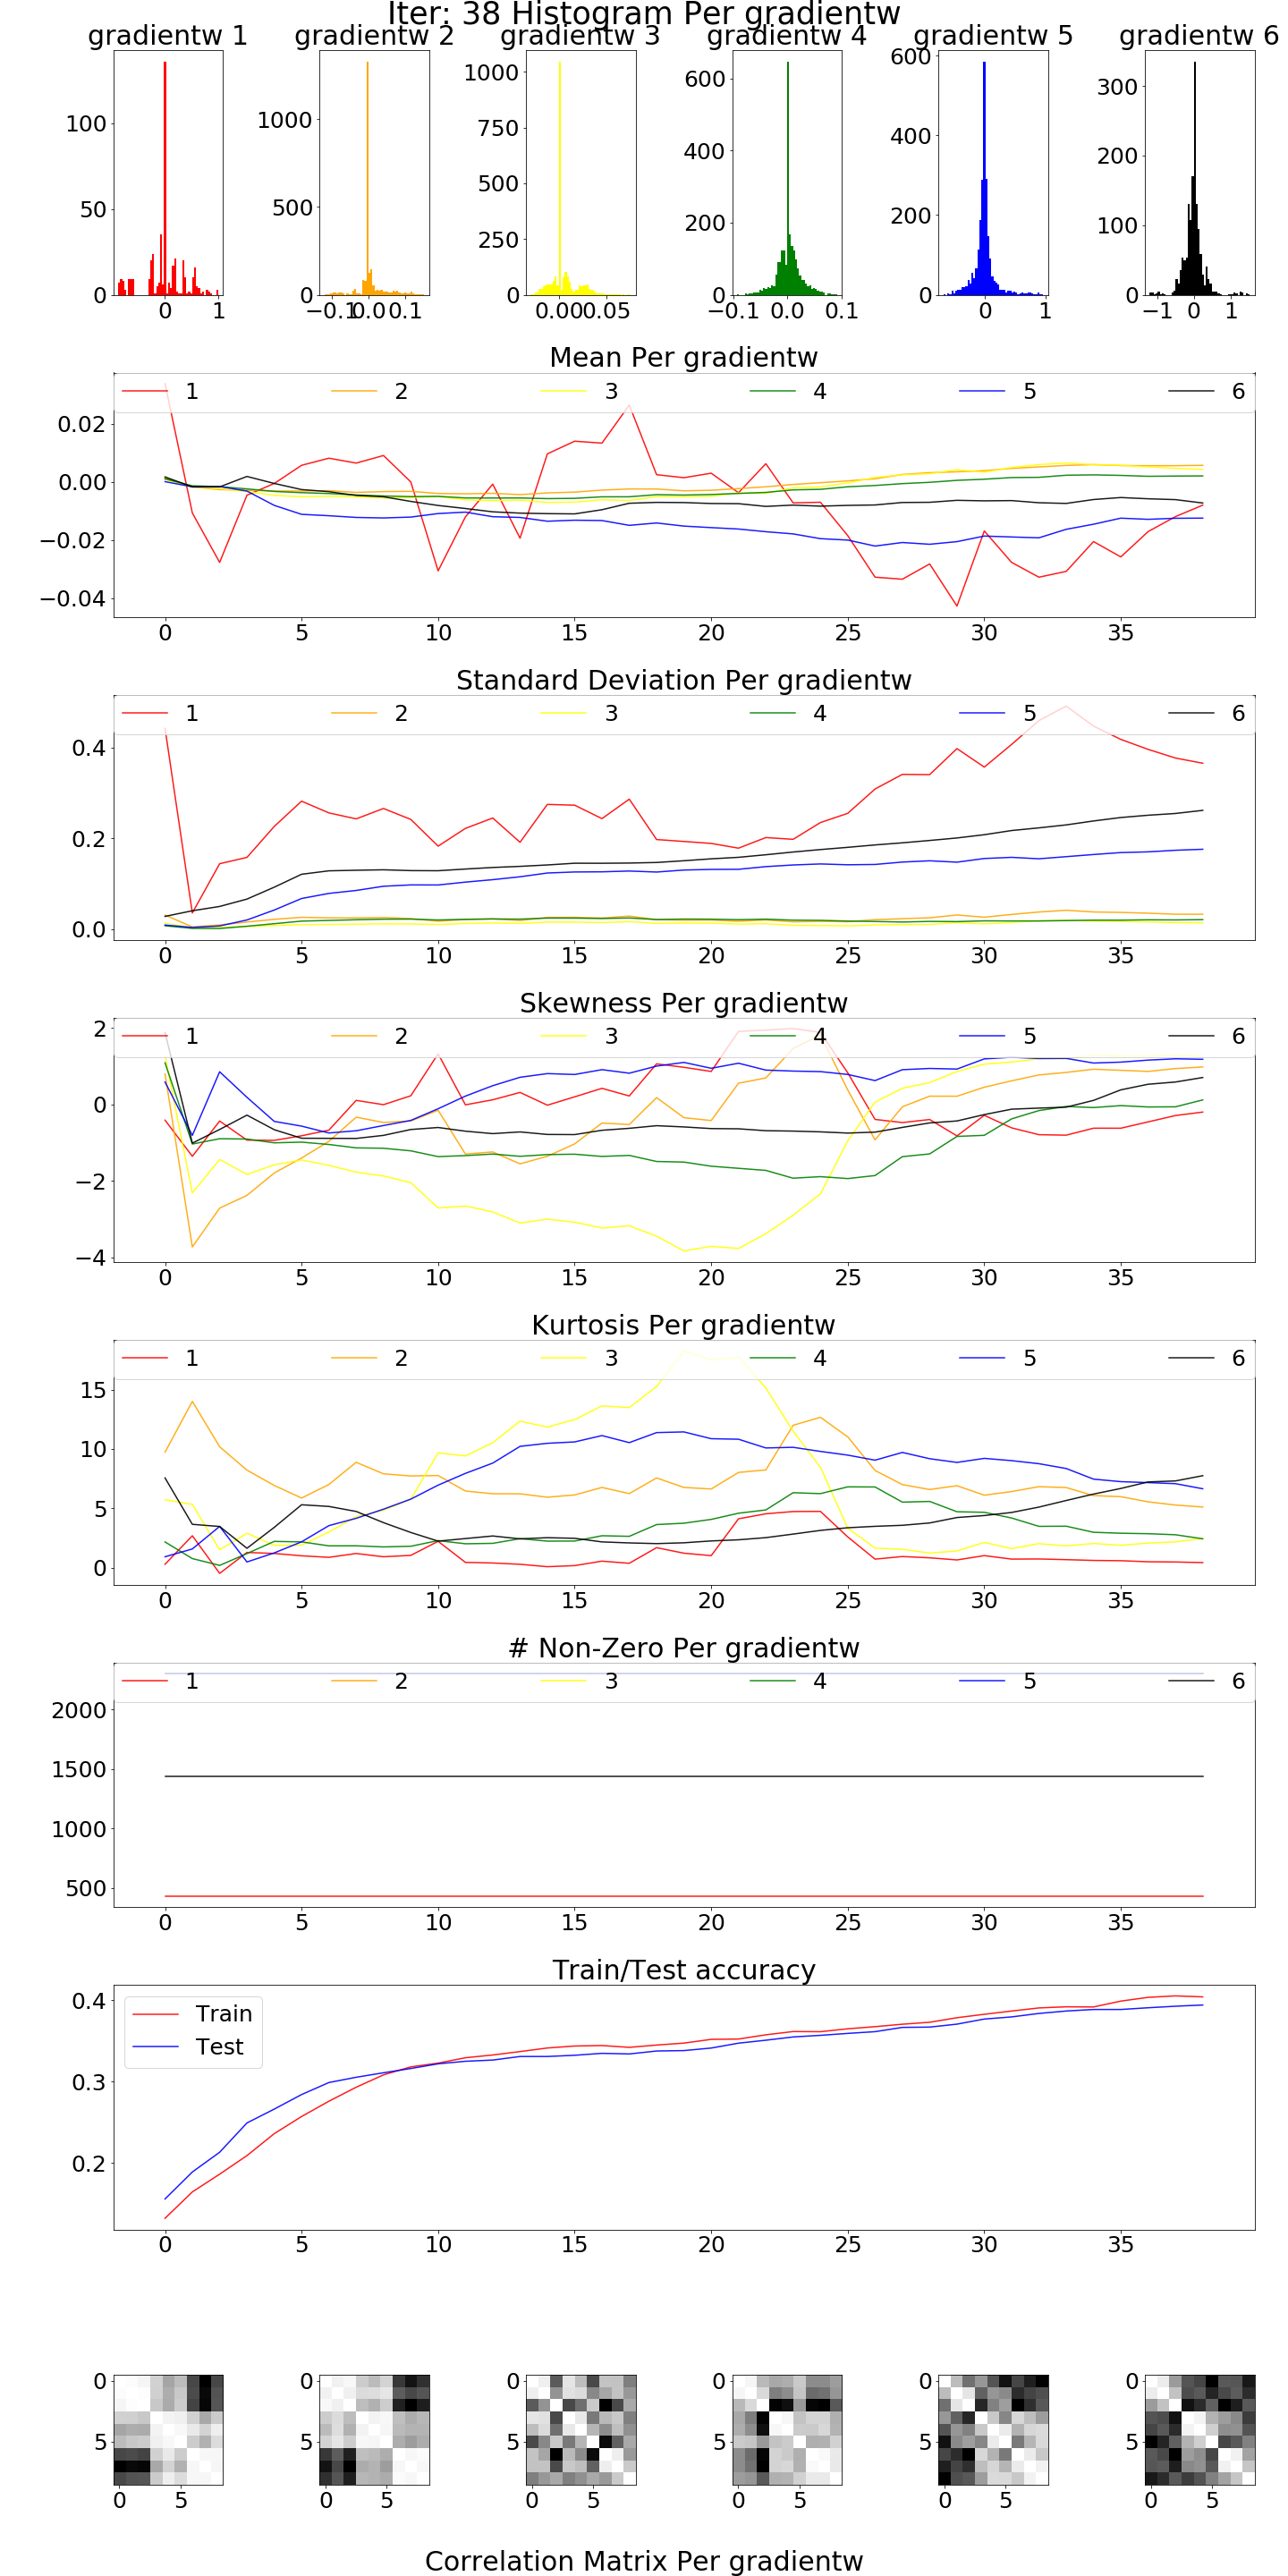 Iter: 38 Histogram Per gradientw
gradientw 1 gradientw 2 gradientw 3 gradientw 4 gradientw 5 gradientw 6
100 50 0 0 1
1000 500 0 −0.1 0.0 0.1
1000 750 500 250 0 0.00 0.05
600 400 200 0 −0.1 0.0 0.1
600 400 200 0 0 1
300 200 100 0 −1 0 1
Mean Per gradientw
1 2 3 4 5 6
0.02
0.00
−0.02
−0.04
0 5 10 15 20 25 30 35
Standard Deviation Per gradientw
1 2 3 4 5 6
0.4
0.2
0.0
0 5 10 15 20 25 30 35
Skewness Per gradientw
2
1 2 3 4 5 6
0
−2
−4
0 5 10 15 20 25 30 35
Kurtosis Per gradientw
1 2 3 4 5 6
15
10
5
0
0 5 10 15 20 25 30 35
# Non-Zero Per gradientw
1 2 3 4 5 6
2000
1500
1000
500
0 5 10 15 20 25 30 35
Train/Test accuracy
0.4
Train
Test
0.3
0.2
0 5 10 15 20 25 30 35
0 0 0 0 0 0
5 5 5 5 5 5
0 5 0 5 0 5 0 5 0 5 0 5
Correlation Matrix Per gradientw